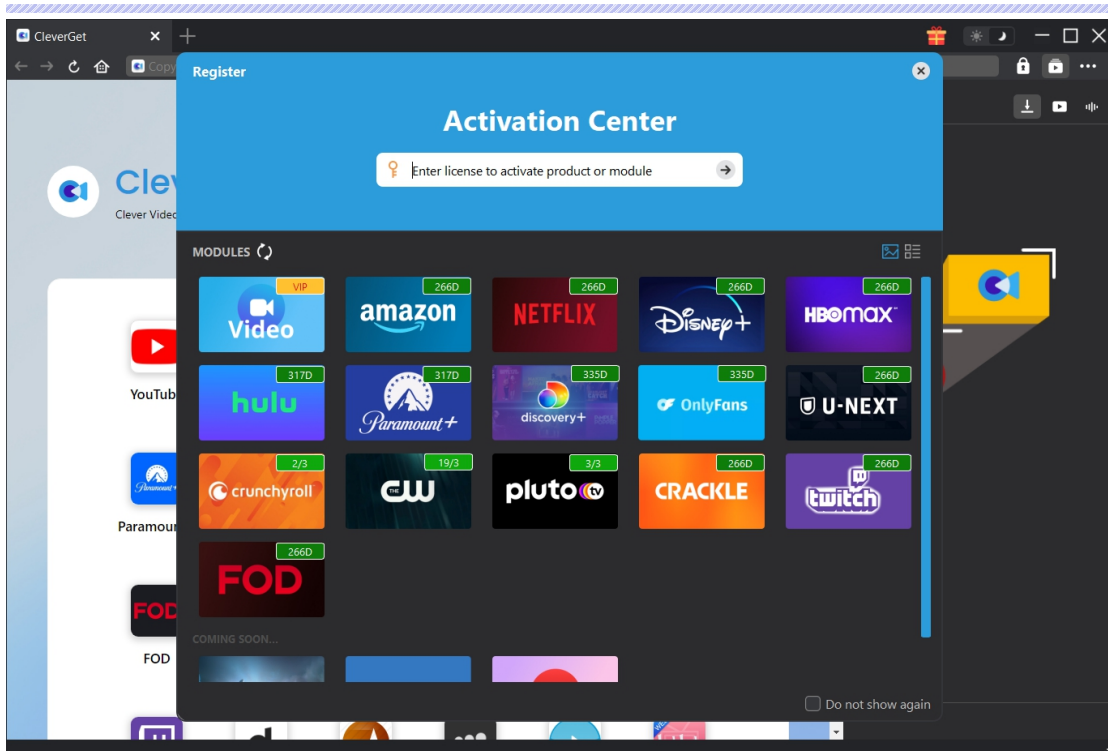 CleverGet
Copy
Register
Activation Center
Enter license to activate product or module
Clev
Clever Video
MODULES
VIP
Video
266D
amazon
266D
NETFLIX
266D
Disney+
266D
HBOmax
317D
hulu
317D
Paramount+
335D
discovery+
335D
OnlyFans
266D
U-NEXT
2/3
crunchyroll
19/3
THE CW
3/3
pluto tv
266D
CRACKLE
266D
twitch
266D
FOD
COMING SOON...
Do not show again
YouTub
Paramount+
Paramour
FOD
FOD